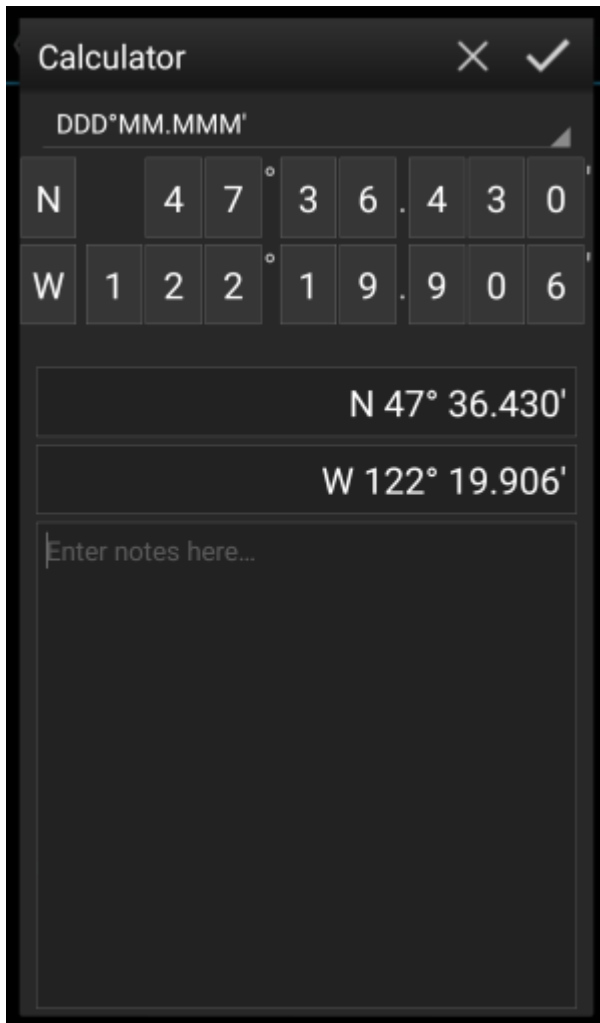 Calculator
DDD°MM.MMM'
N 47°36.430'
W 122°19.906'
N 47° 36.430'
W 122° 19.906'
Enter notes here...